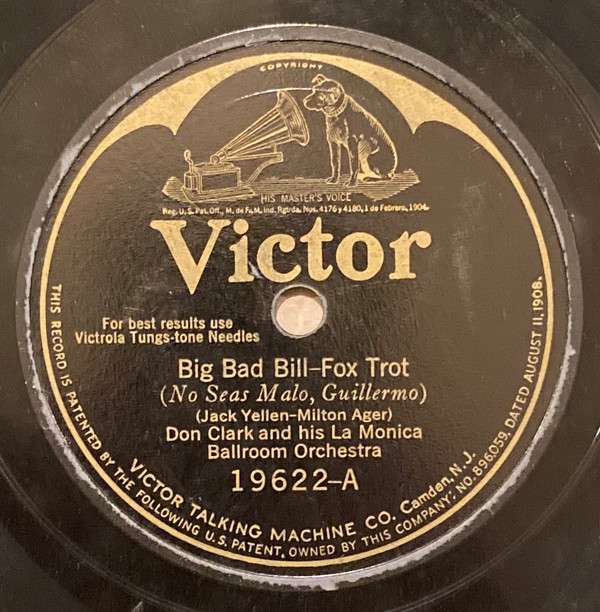 COPYRIGHT
HIS MASTER'S VOICE
Reg. U.S. Pat. Off., M. de F. M. Ind. Rgtrda. Nos. 4176 y 4180, 1 de Febrero, 1904.
Victor
For best results use
Victrola Tungs-tone Needles
Big Bad Bill–Fox Trot
(No Seas Malo, Guillermo)
(Jack Yellen–Milton Ager)
Don Clark and his La Monica
Ballroom Orchestra
19622–A
VICTOR TALKING MACHINE CO. Camden, N. J.
THIS RECORD IS PATENTED BY THE FOLLOWING U.S. PATENT, OWNED BY THIS COMPANY: NO. 896,059, DATED AUGUST 11, 1908.